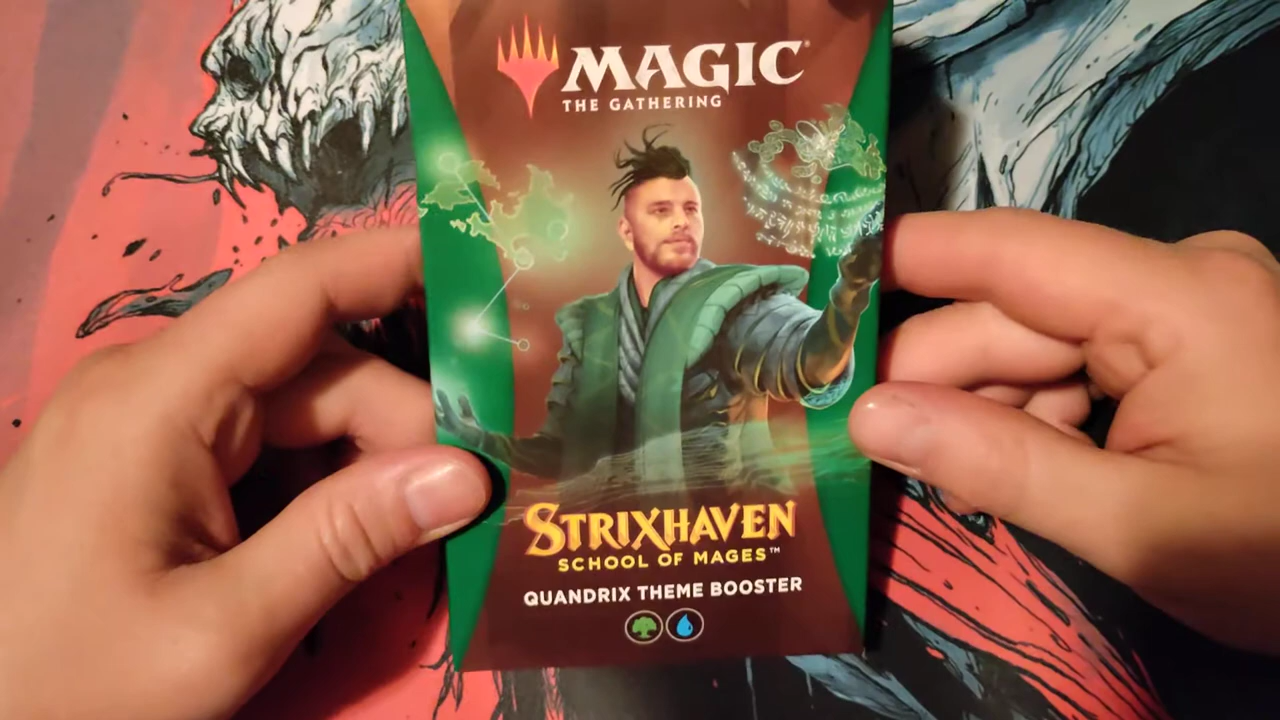 MAGIC®
THE GATHERING
STRIXHAVEN
SCHOOL OF MAGES™
QUANDRIX THEME BOOSTER